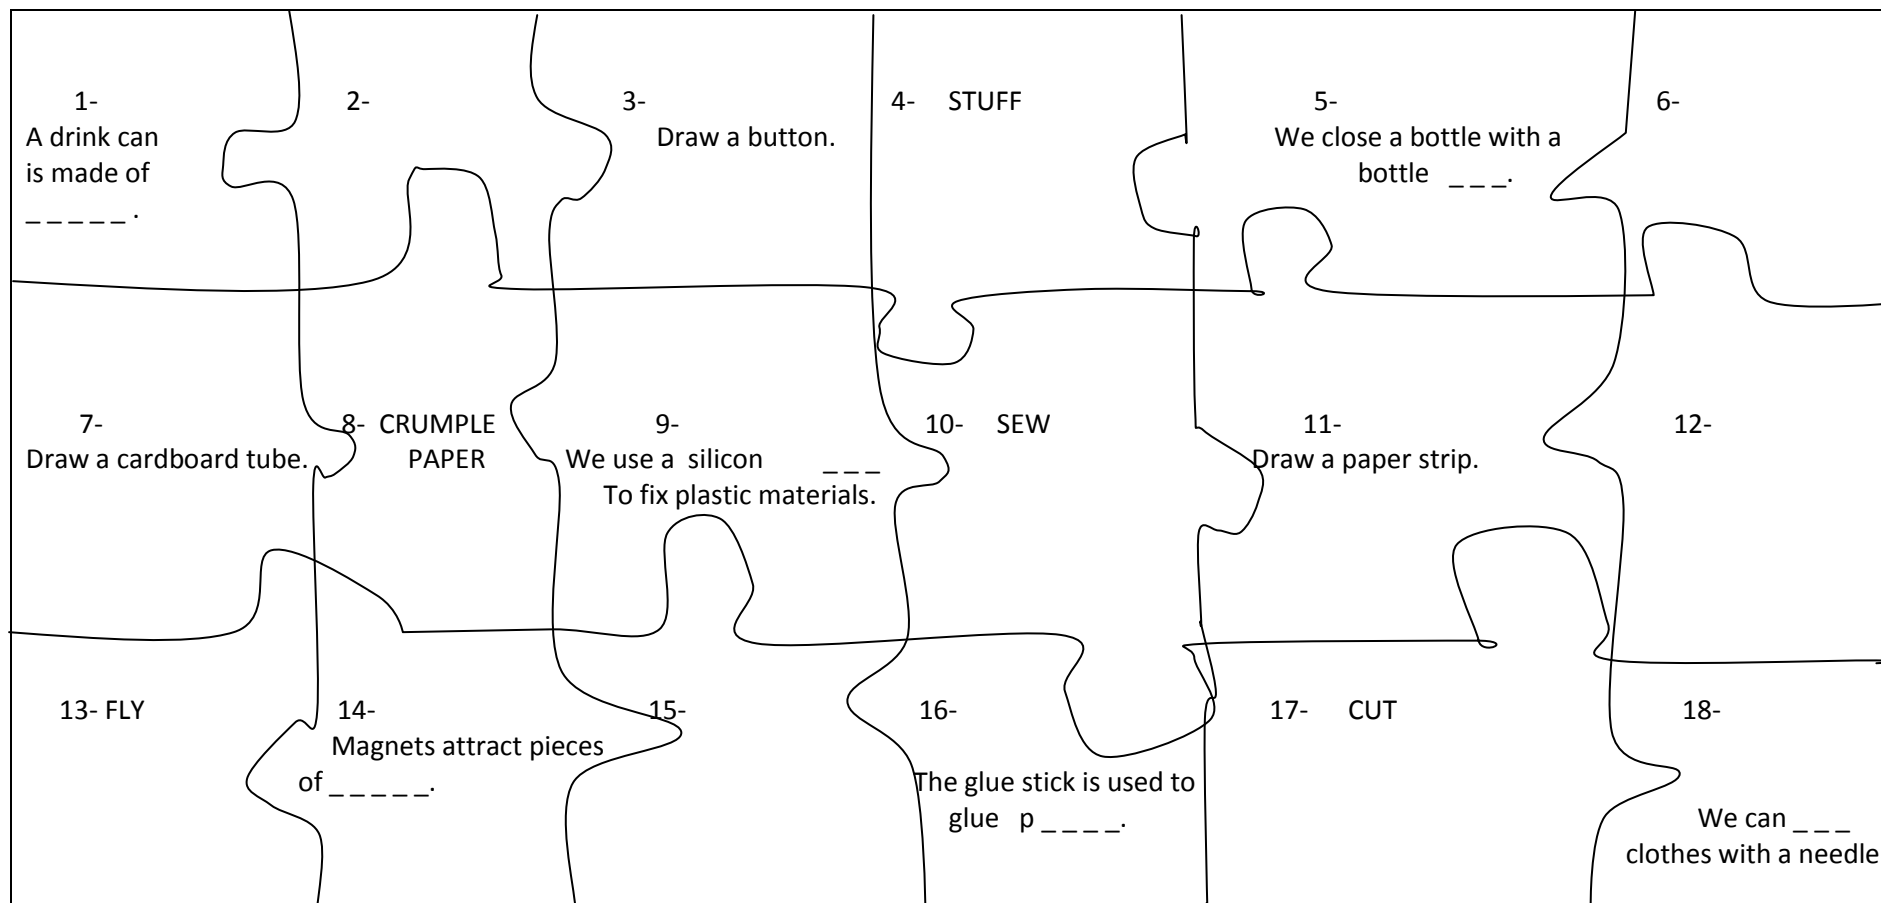 1-
A drink can
is made of
_ _ _ _ _ .
2-
3-
Draw a button.
4- STUFF
5-
We close a bottle with a
bottle _ _ _.
6-
7-
Draw a cardboard tube.
8- CRUMPLE
PAPER
9-
We use a silicon _ _ _
To fix plastic materials.
10- SEW
11-
Draw a paper strip.
12-
13- FLY
14-
Magnets attract pieces
of _ _ _ _ _.
15-
16-
The glue stick is used to
glue p _ _ _ _.
17- CUT
18-
We can _ _ _
clothes with a needle